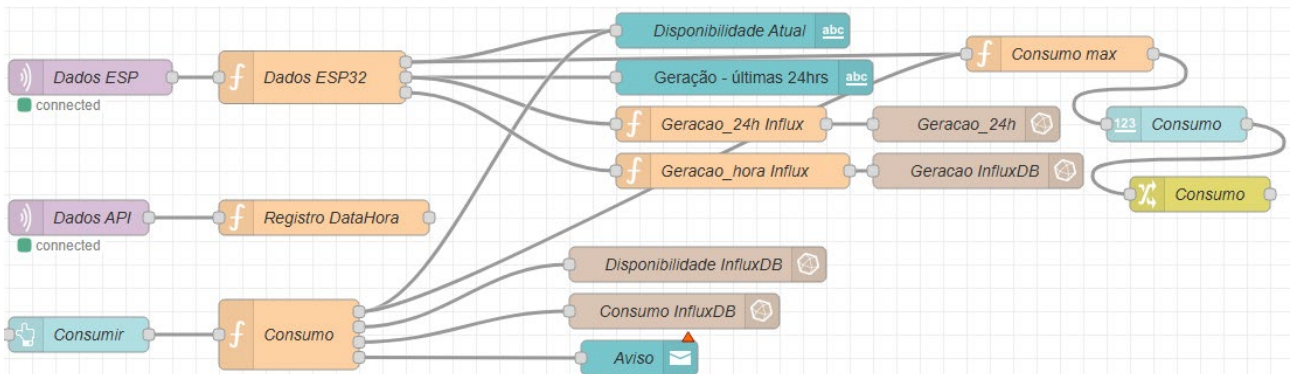 Disponibilidade Atual abc
Consumo max
Dados ESP
Dados ESP32
Geração - últimas 24hrs abc
connected
Geracao_24h Influx
Geracao_24h
123 Consumo
Geracao_hora Influx
Geracao InfluxDB
Consumo
Dados API
Registro DataHora
connected
Disponibilidade InfluxDB
Consumo InfluxDB
Consumir
Consumo
Aviso